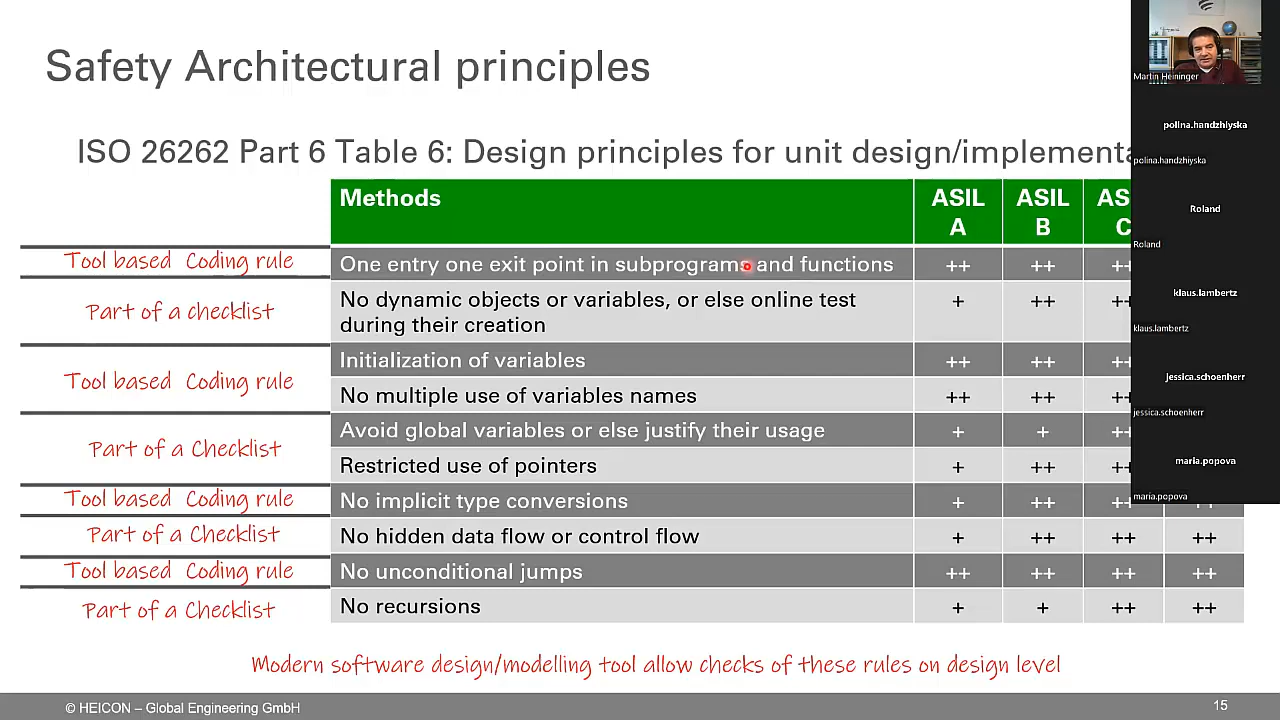 Safety Architectural principles
ISO 26262 Part 6 Table 6: Design principles for unit design/implementa
Methods
ASIL A
ASIL B
AS C
Tool based Coding rule
One entry one exit point in subprograms and functions ++ ++ ++
Part of a checklist
No dynamic objects or variables, or else online test
during their creation
+ ++ ++
Tool based Coding rule
Initialization of variables ++ ++ ++
No multiple use of variables names ++ ++ ++
Part of a Checklist
Avoid global variables or else justify their usage + + ++
Restricted use of pointers + ++ ++
Tool based Coding rule
No implicit type conversions + ++ ++ ++
Part of a Checklist
No hidden data flow or control flow + ++ ++ ++
Tool based Coding rule
No unconditional jumps ++ ++ ++ ++
Part of a Checklist
No recursions + + ++ ++
Modern software design/modelling tool allow checks of these rules on design level
© HEICON – Global Engineering GmbH
15
Martin Heininger
polina.handzhiyska
polina.handzhiyska
Roland
Roland
klaus.lambertz
klaus.lambertz
jessica.schoenherr
jessica.schoenherr
maria.popova
maria.popova